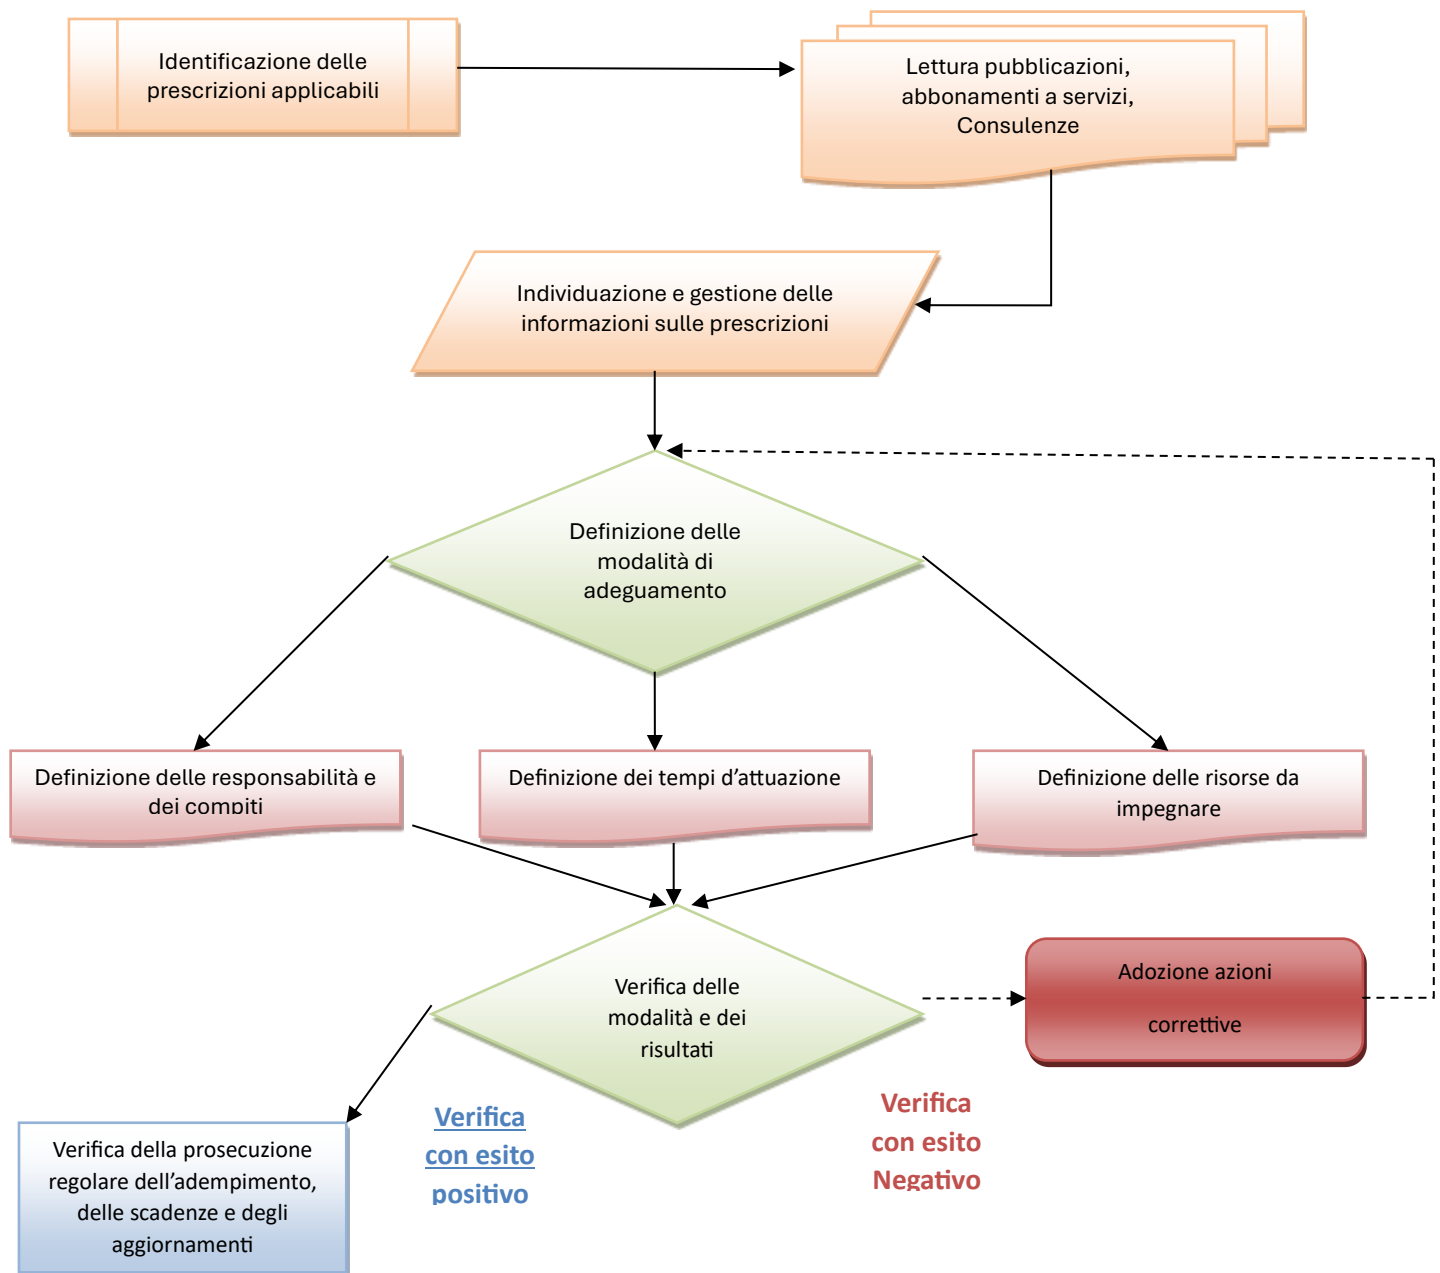 Identificazione delle
prescrizioni applicabili
Lettura pubblicazioni,
abbonamenti a servizi,
Consulenze
Individuazione e gestione delle
informazioni sulle prescrizioni
Definizione delle
modalità di
adeguamento
Definizione delle responsabilità e
dei compiti
Definizione dei tempi d'attuazione
Definizione delle risorse da
impegnare
Verifica delle
modalità e dei
risultati
Adozione azioni
correttive
Verifica
con esito
positivo
Verifica
con esito
Negativo
Verifica della prosecuzione
regolare dell'adempimento,
delle scadenze e degli
aggiornamenti